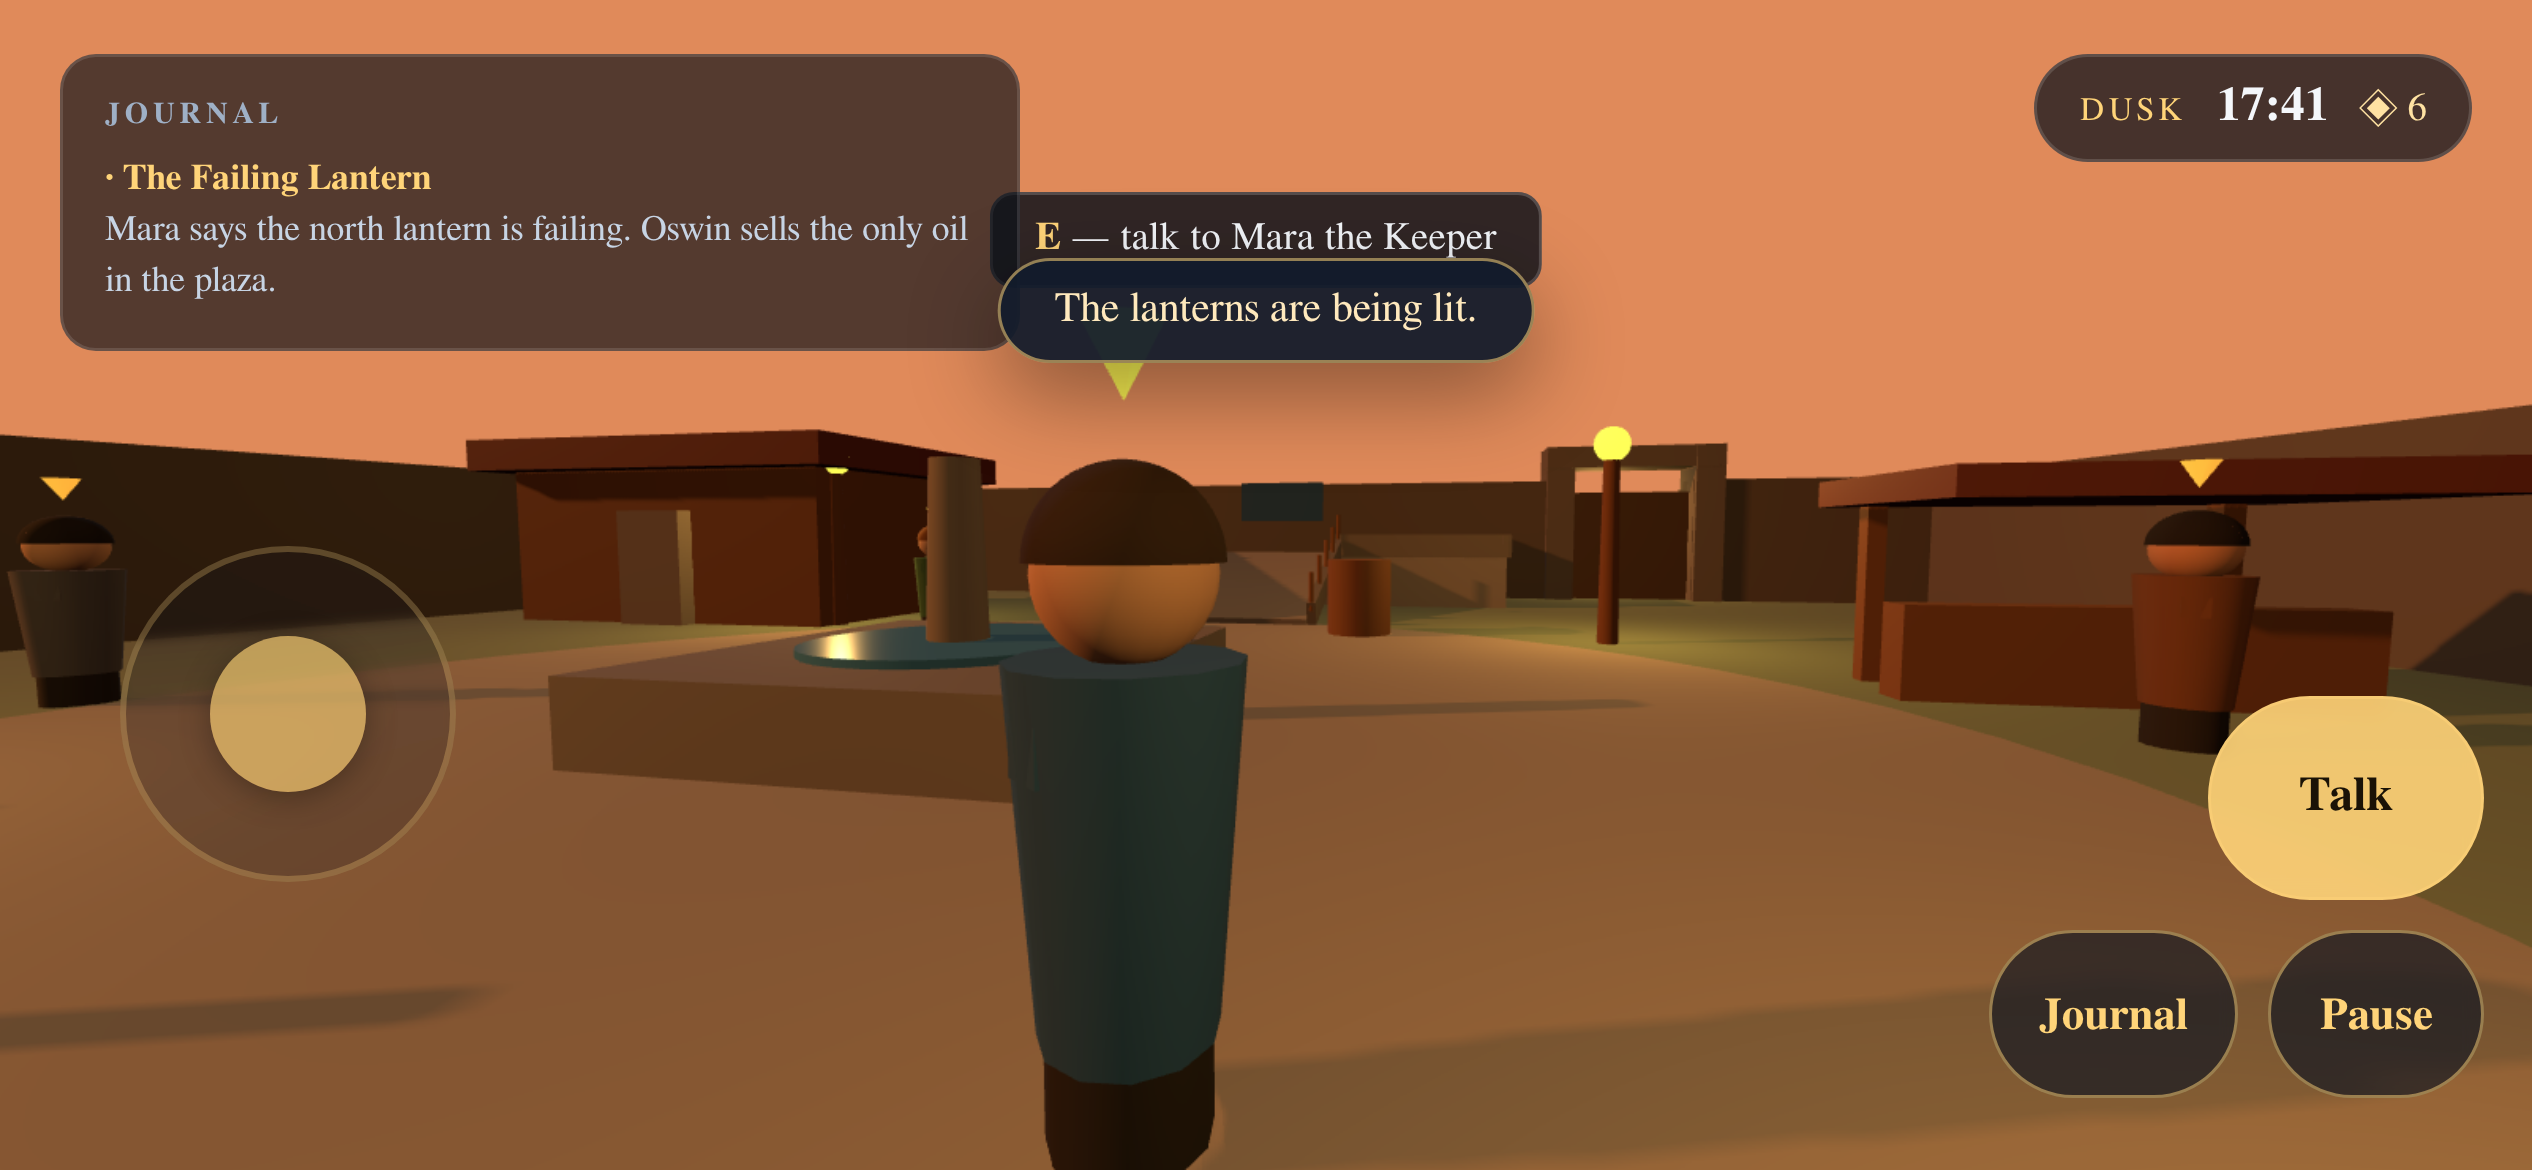 JOURNAL
· The Failing Lantern
Mara says the north lantern is failing. Oswin sells the only oil
in the plaza.
DUSK 17:41 6
E — talk to Mara the Keeper
The lanterns are being lit.
Talk
Journal
Pause